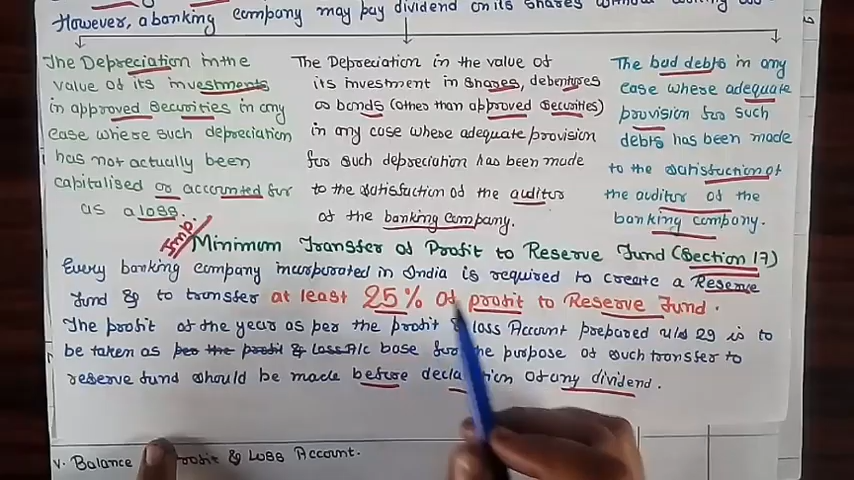 However, a banking company may pay dividend on its shares without
The Depreciation in the
value of its investments
in approved securities in any
case where such depreciation
has not actually been
capitalised or accounted for
as a loss.
The Depreciation in the value of
its investment in shares, debentures
or bonds (other than approved securities)
in any case where adequate provision
for such depreciation has been made
to the satisfaction of the auditor
of the banking company.
The bad debts in any
case where adequate
provision for such
debts has been made
to the satisfaction of
the auditor of the
banking company.
Imp
Minimum Transfer of Profit to Reserve Fund (Section 17)
Every banking company incorporated in India is required to create a Reserve
Fund & to transfer at least 25% of profit to Reserve Fund.
The profit of the year as per the profit & loss Account prepared u/s 29 is to
be taken as per the profit & loss A/c base for the purpose of such transfer to
reserve fund should be made before declaration of any dividend.
V. Balance Profit & Loss Account.